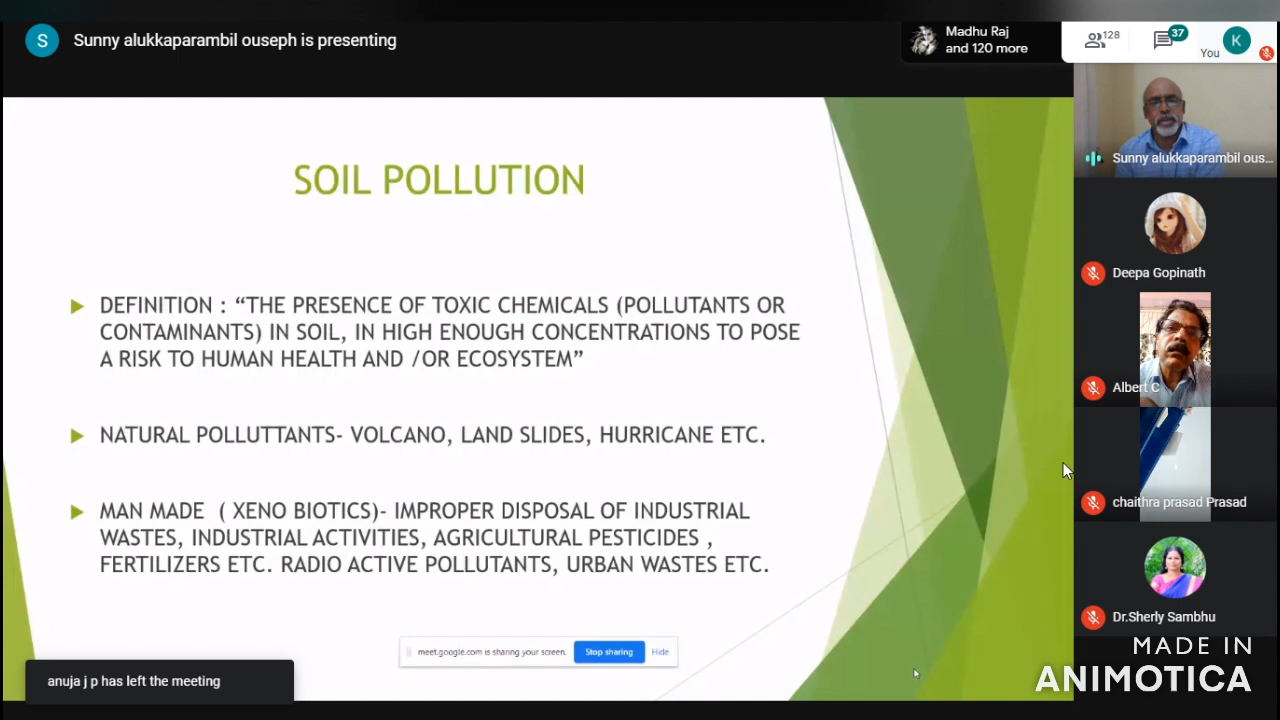 S
Sunny alukkaparambil ouseph is presenting
Madhu Raj
and 120 more
128
37
You
K
SOIL POLLUTION
DEFINITION : “THE PRESENCE OF TOXIC CHEMICALS (POLLUTANTS OR
CONTAMINANTS) IN SOIL, IN HIGH ENOUGH CONCENTRATIONS TO POSE
A RISK TO HUMAN HEALTH AND /OR ECOSYSTEM”
NATURAL POLLUTTANTS- VOLCANO, LAND SLIDES, HURRICANE ETC.
MAN MADE ( XENO BIOTICS)- IMPROPER DISPOSAL OF INDUSTRIAL
WASTES, INDUSTRIAL ACTIVITIES, AGRICULTURAL PESTICIDES ,
FERTILIZERS ETC. RADIO ACTIVE POLLUTANTS, URBAN WASTES ETC.
meet.google.com is sharing your screen.
Stop sharing
Hide
anuja j p has left the meeting
Sunny alukkaparambil ous...
Deepa Gopinath
Albert C
chaithra prasad Prasad
Dr.Sherly Sambhu
MADE IN
ANIMOTICA